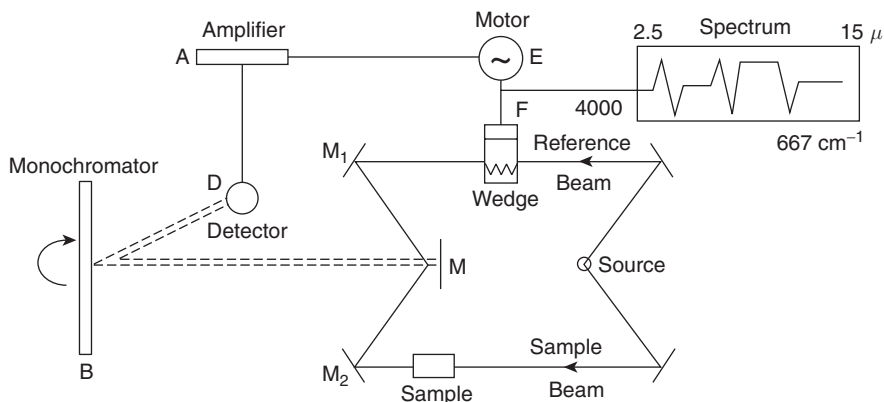 Motor
2.5 Spectrum 15 μ
Amplifier
A
E
~
F
4000
667 cm⁻¹
M₁
Reference
Beam
Wedge
Monochromator
D
Detector
M
Source
B
M₂
Sample
Sample
Beam